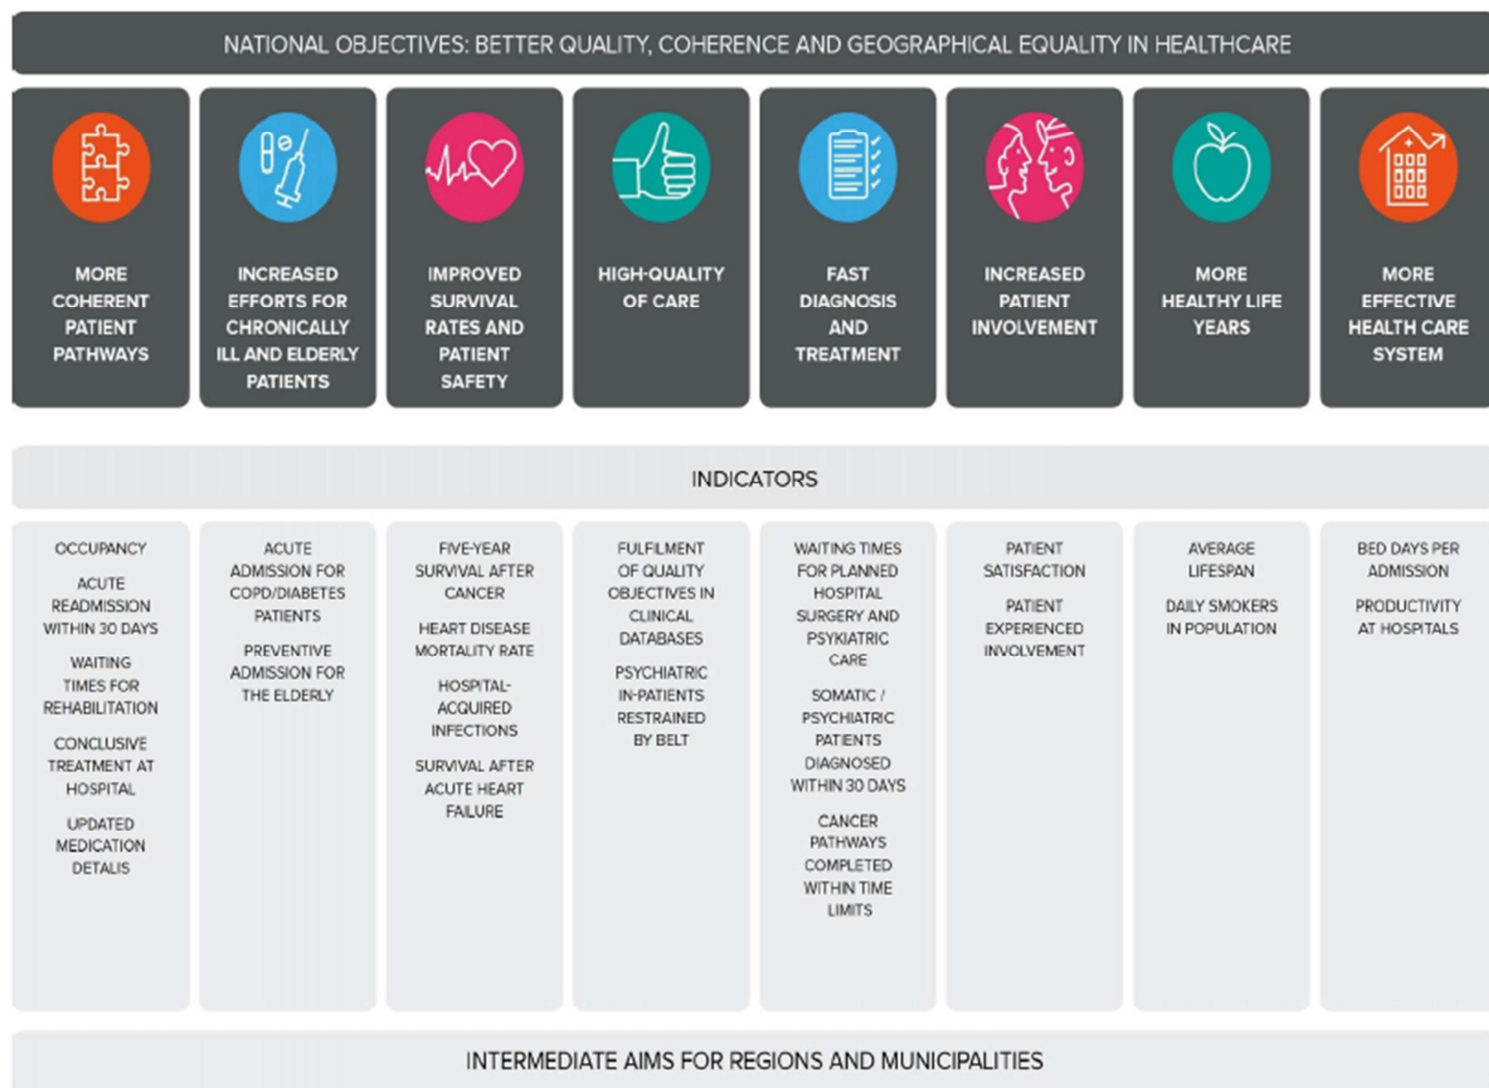 NATIONAL OBJECTIVES: BETTER QUALITY, COHERENCE AND GEOGRAPHICAL EQUALITY IN HEALTHCARE
MORE
COHERENT
PATIENT
PATHWAYS
INCREASED
EFFORTS FOR
CHRONICALLY
ILL AND ELDERLY
PATIENTS
IMPROVED
SURVIVAL
RATES AND
PATIENT
SAFETY
HIGH-QUALITY
OF CARE
FAST
DIAGNOSIS
AND
TREATMENT
INCREASED
PATIENT
INVOLVEMENT
MORE
HEALTHY LIFE
YEARS
MORE
EFFECTIVE
HEALTH CARE
SYSTEM
INDICATORS
OCCUPANCY
ACUTE
READMISSION
WITHIN 30 DAYS
WAITING
TIMES FOR
REHABILITATION
CONCLUSIVE
TREATMENT AT
HOSPITAL
UPDATED
MEDICATION
DETALIS
ACUTE
ADMISSION FOR
COPD/DIABETES
PATIENTS
PREVENTIVE
ADMISSION FOR
THE ELDERLY
FIVE-YEAR
SURVIVAL AFTER
CANCER
HEART DISEASE
MORTALITY RATE
HOSPITAL-
ACQUIRED
INFECTIONS
SURVIVAL AFTER
ACUTE HEART
FAILURE
FULFILMENT
OF QUALITY
OBJECTIVES IN
CLINICAL
DATABASES
PSYCHIATRIC
IN-PATIENTS
RESTRAINED
BY BELT
WAITING TIMES
FOR PLANNED
HOSPITAL
SURGERY AND
PSYKIATRIC
CARE
SOMATIC /
PSYCHIATRIC
PATIENTS
DIAGNOSED
WITHIN 30 DAYS
CANCER
PATHWAYS
COMPLETED
WITHIN TIME
LIMITS
PATIENT
SATISFACTION
PATIENT
EXPERIENCED
INVOLVEMENT
AVERAGE
LIFESPAN
DAILY SMOKERS
IN POPULATION
BED DAYS PER
ADMISSION
PRODUCTIVITY
AT HOSPITALS
INTERMEDIATE AIMS FOR REGIONS AND MUNICIPALITIES